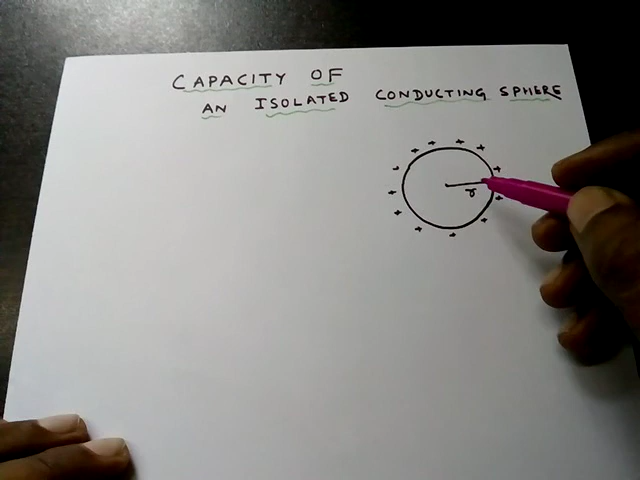 CAPACITY OF
AN ISOLATED CONDUCTING SPHERE
r